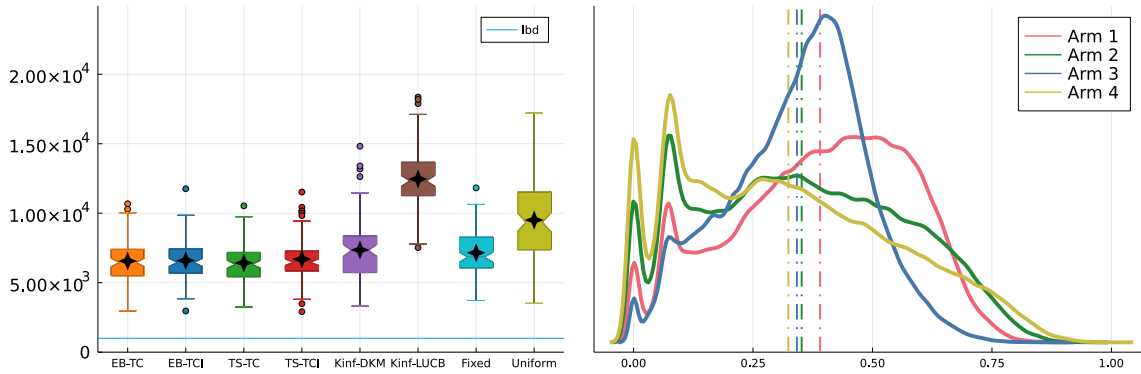 lbd
2.00×10⁴
1.50×10⁴
1.00×10⁴
5.00×10³
0
EB-TC
EB-TCI
TS-TC
TS-TCI
Kinf-DKM
Kinf-LUCB
Fixed
Uniform
Arm 1
Arm 2
Arm 3
Arm 4
0.00
0.25
0.50
0.75
1.00